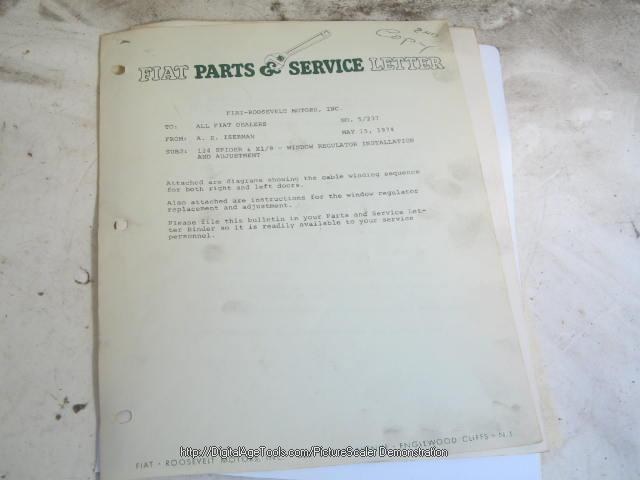 2nd
Copy
FIAT PARTS & SERVICE LETTER
FIAT-ROOSEVELT MOTORS, INC.
TO: ALL FIAT DEALERS NO. 5/237
FROM: A. E. ISERMAN MAY 15, 1974
SUBJ: 124 SPIDER & X1/9 - WINDOW REGULATOR INSTALLATION
AND ADJUSTMENT
Attached are diagrams showing the cable winding sequence
for both right and left doors.
Also attached are instructions for the window regulator
replacement and adjustment.
Please file this bulletin in your Parts and Service Let-
ter Binder so it is readily available to your service
personnel.
FIAT • ROOSEVELT MOTORS, ENGLEWOOD CLIFFS • N.J.
http://DigitalAgeTools.com/PictureScaler Demonstration